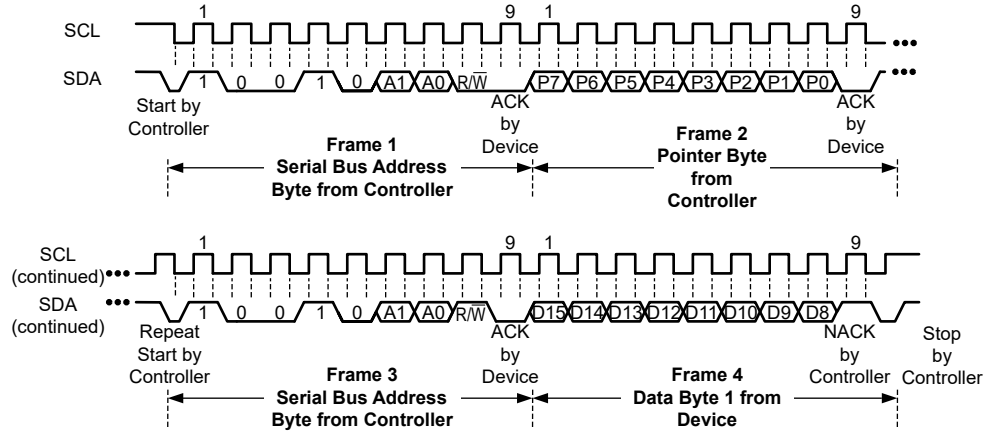 1 9 1 9
SCL
SDA
1 0 0 1 0 A1 A0 R/W̅ P7 P6 P5 P4 P3 P2 P1 P0
Start by
Controller
ACK
by
Device
ACK
by
Device
Frame 1
Serial Bus Address
Byte from Controller
Frame 2
Pointer Byte
from
Controller
1 9 1 9
SCL
(continued)
SDA
(continued)
1 0 0 1 0 A1 A0 R/W̅ D15 D14 D13 D12 D11 D10 D9 D8
Repeat
Start by
Controller
ACK
by
Device
NACK
by
Controller
Stop
by
Controller
Frame 3
Serial Bus Address
Byte from Controller
Frame 4
Data Byte 1 from
Device